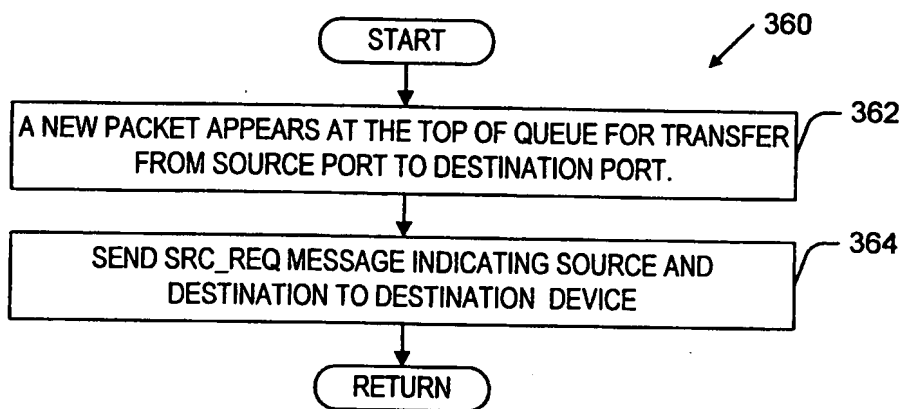 START
360
A NEW PACKET APPEARS AT THE TOP OF QUEUE FOR TRANSFER
FROM SOURCE PORT TO DESTINATION PORT.
362
SEND SRC_REQ MESSAGE INDICATING SOURCE AND
DESTINATION TO DESTINATION DEVICE
364
RETURN